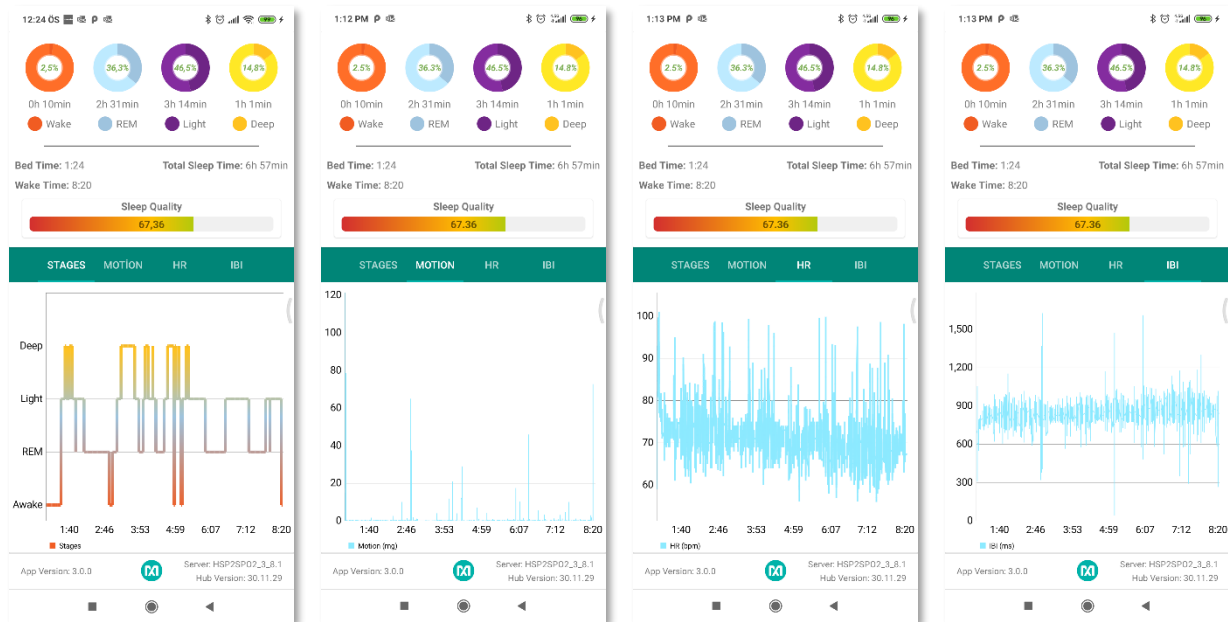 12:24 ÖS
99
2,5%
36,3%
46,5%
14,8%
0h 10min
2h 31min
3h 14min
1h 1min
Wake
REM
Light
Deep
Bed Time: 1:24
Total Sleep Time: 6h 57min
Wake Time: 8:20
Sleep Quality
67,36
STAGES MOTİON HR IBI
Deep
Light
REM
Awake
1:40 2:46 3:53 4:59 6:07 7:12 8:20
Stages
App Version: 3.0.0
Server: HSP2SPO2_3_8.1
Hub Version: 30.11.29
1:12 PM
96
2.5%
36.3%
46.5%
14.8%
0h 10min
2h 31min
3h 14min
1h 1min
Wake
REM
Light
Deep
Bed Time: 1:24
Total Sleep Time: 6h 57min
Wake Time: 8:20
Sleep Quality
67.36
STAGES MOTION HR IBI
120
100
80
60
40
20
0
1:40 2:46 3:53 4:59 6:07 7:12 8:20
Motion (mg)
App Version: 3.0.0
Server: HSP2SPO2_3_8.1
Hub Version: 30.11.29
1:13 PM
96
2.5%
36.3%
46.5%
14.8%
0h 10min
2h 31min
3h 14min
1h 1min
Wake
REM
Light
Deep
Bed Time: 1:24
Total Sleep Time: 6h 57min
Wake Time: 8:20
Sleep Quality
67.36
STAGES MOTION HR IBI
100
90
80
70
60
1:40 2:46 3:53 4:59 6:07 7:12 8:20
HR (bpm)
App Version: 3.0.0
Server: HSP2SPO2_3_8.1
Hub Version: 30.11.29
1:13 PM
96
2.5%
36.3%
46.5%
14.8%
0h 10min
2h 31min
3h 14min
1h 1min
Wake
REM
Light
Deep
Bed Time: 1:24
Total Sleep Time: 6h 57min
Wake Time: 8:20
Sleep Quality
67.36
STAGES MOTION HR IBI
1,500
1,200
900
600
300
0
1:40 2:46 3:53 4:59 6:07 7:12 8:20
IBI (ms)
App Version: 3.0.0
Server: HSP2SPO2_3_8.1
Hub Version: 30.11.29